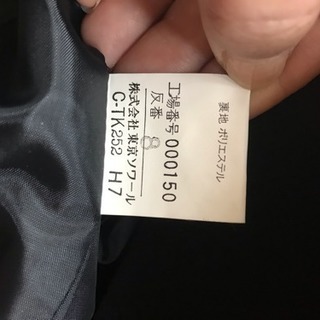 裏地 ポリエステル
工場番号 000150
反番 8
株式会社 東京ソワール
C-TK252 H7